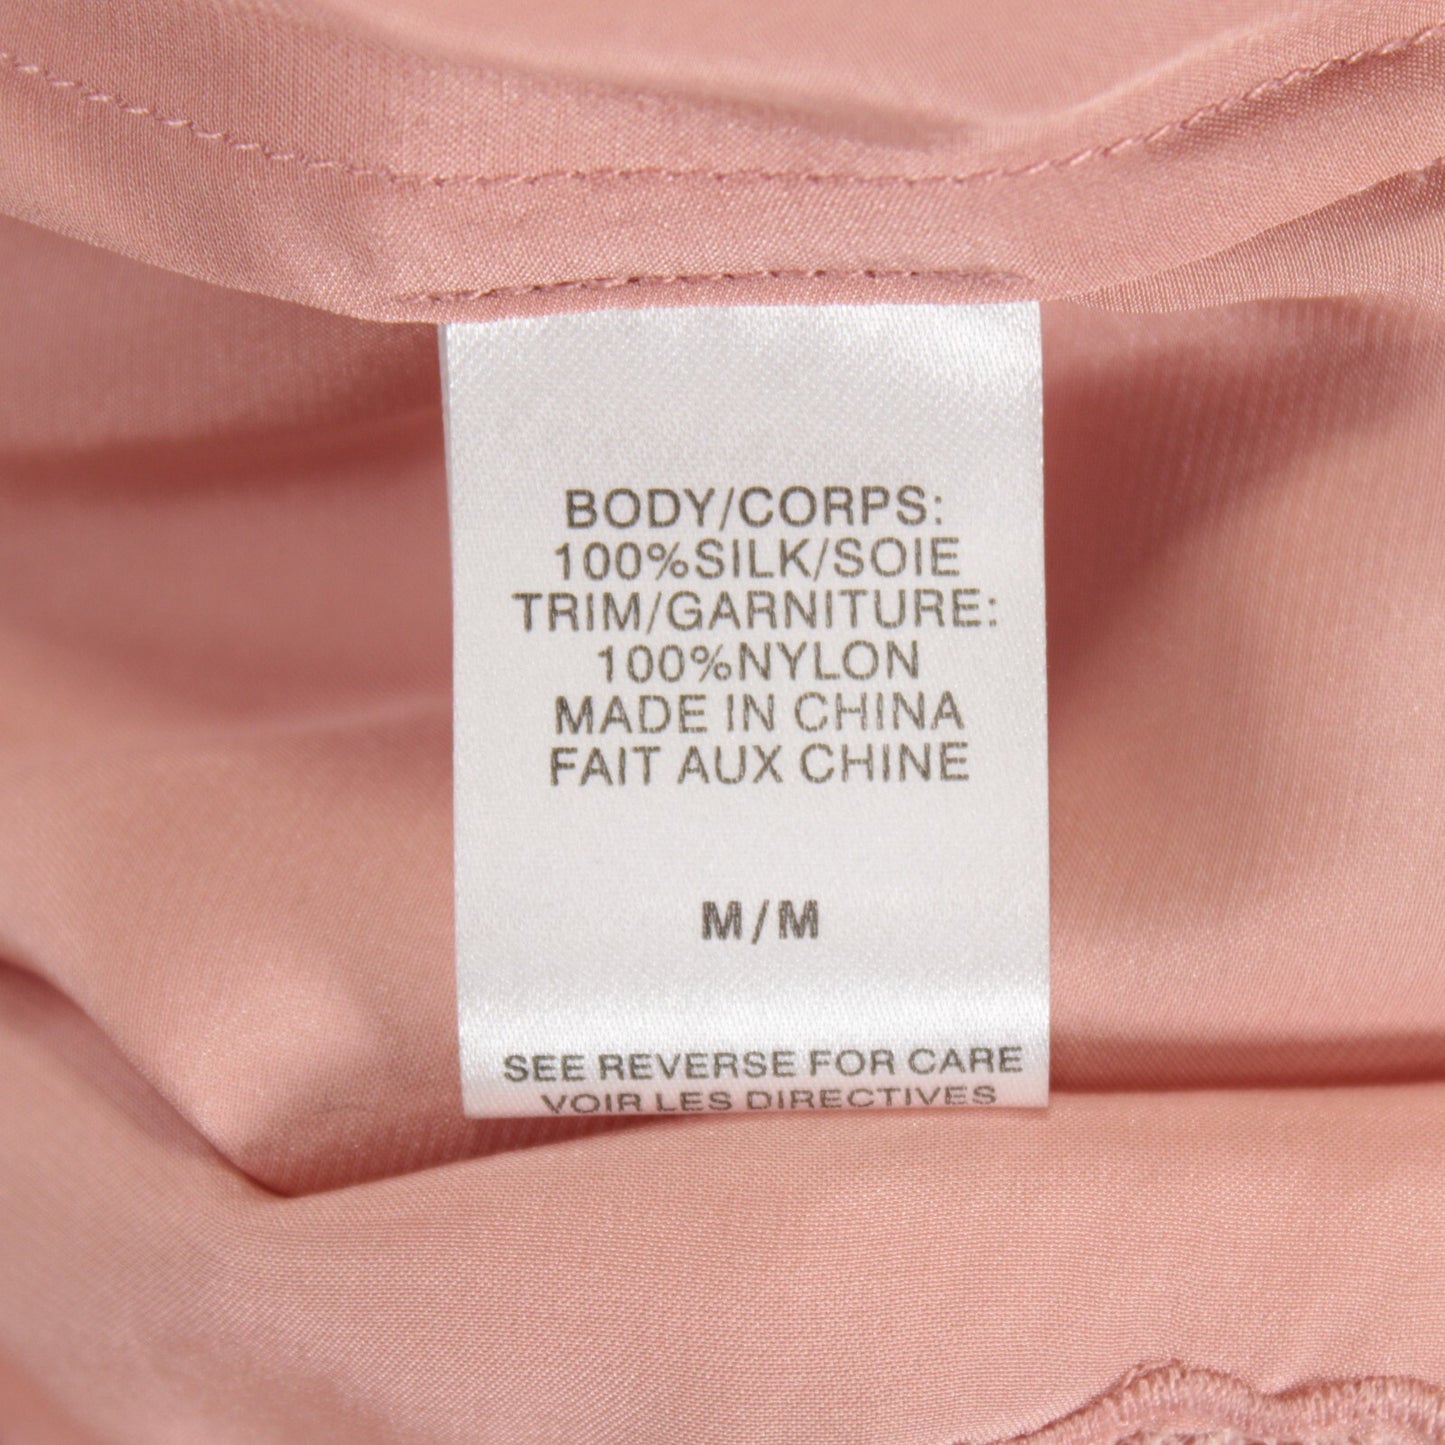 BODY/CORPS:
100%SILK/SOIE
TRIM/GARNITURE:
100%NYLON
MADE IN CHINA
FAIT AUX CHINE
M/M
SEE REVERSE FOR CARE
VOIR LES DIRECTIVES